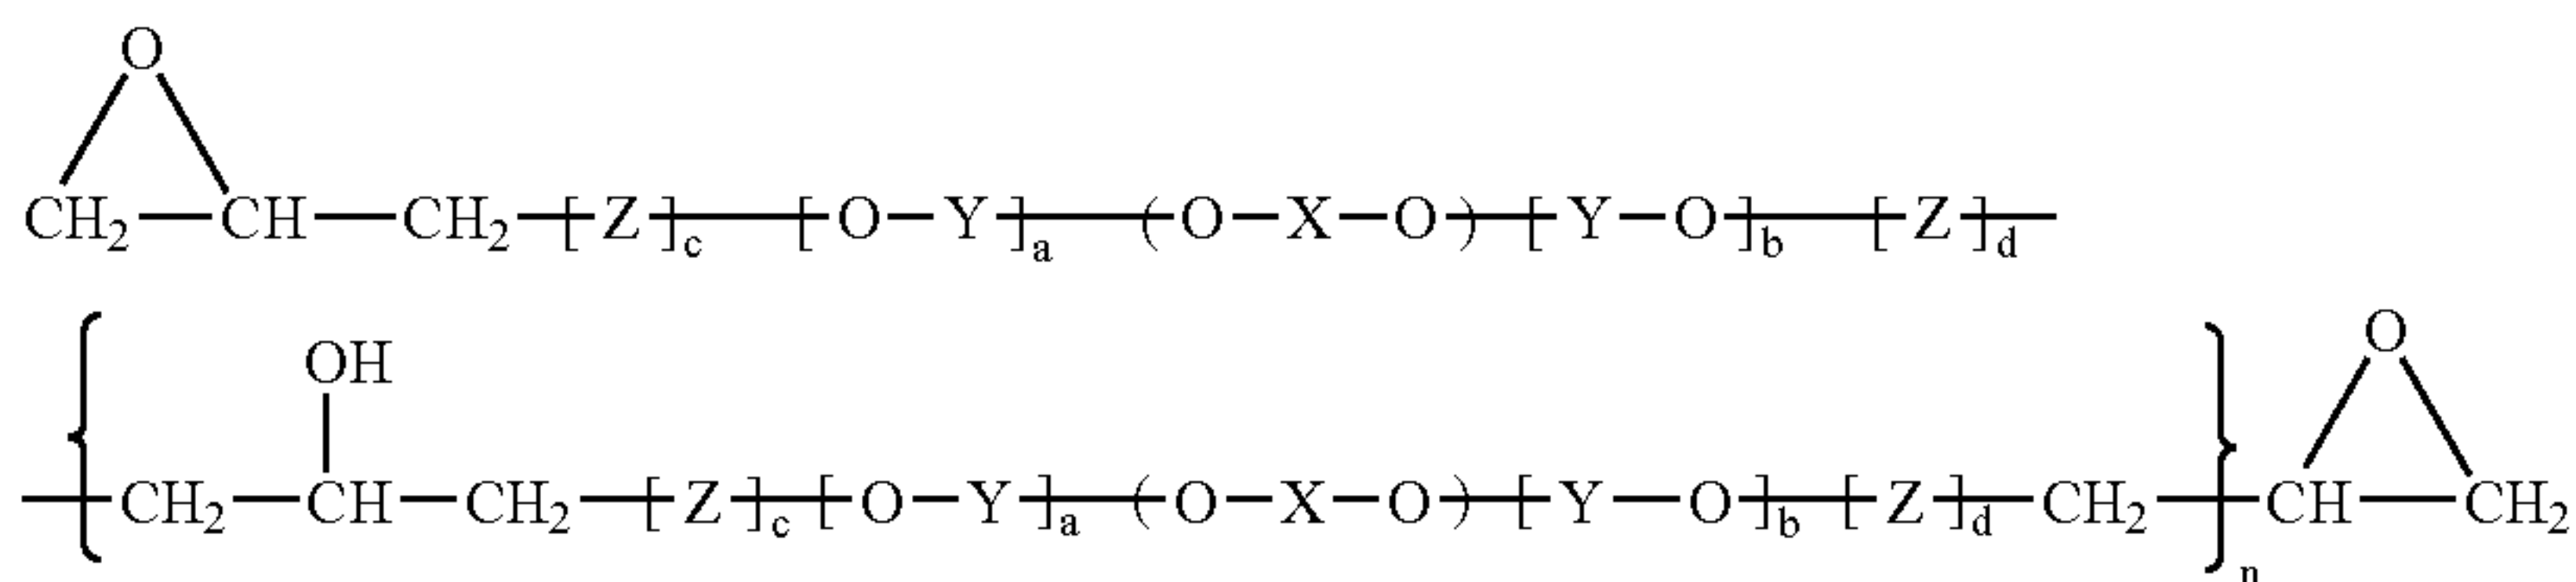 O
CH2—CH—CH2—[Z]c—[O—Y]a—(O—X—O)—[Y—O]b—[Z]d—
OH O
—{CH2—CH—CH2—[Z]c[O—Y]a—(O—X—O)—[Y—O]b[Z]d—CH2}n—CH—CH2